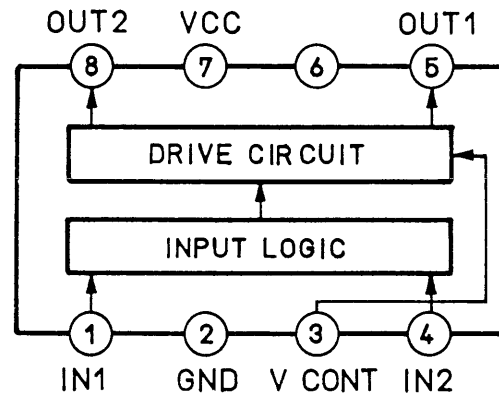 OUT2 VCC OUT1
8 7 6 5
DRIVE CIRCUIT
INPUT LOGIC
1 2 3 4
IN1 GND V CONT IN2